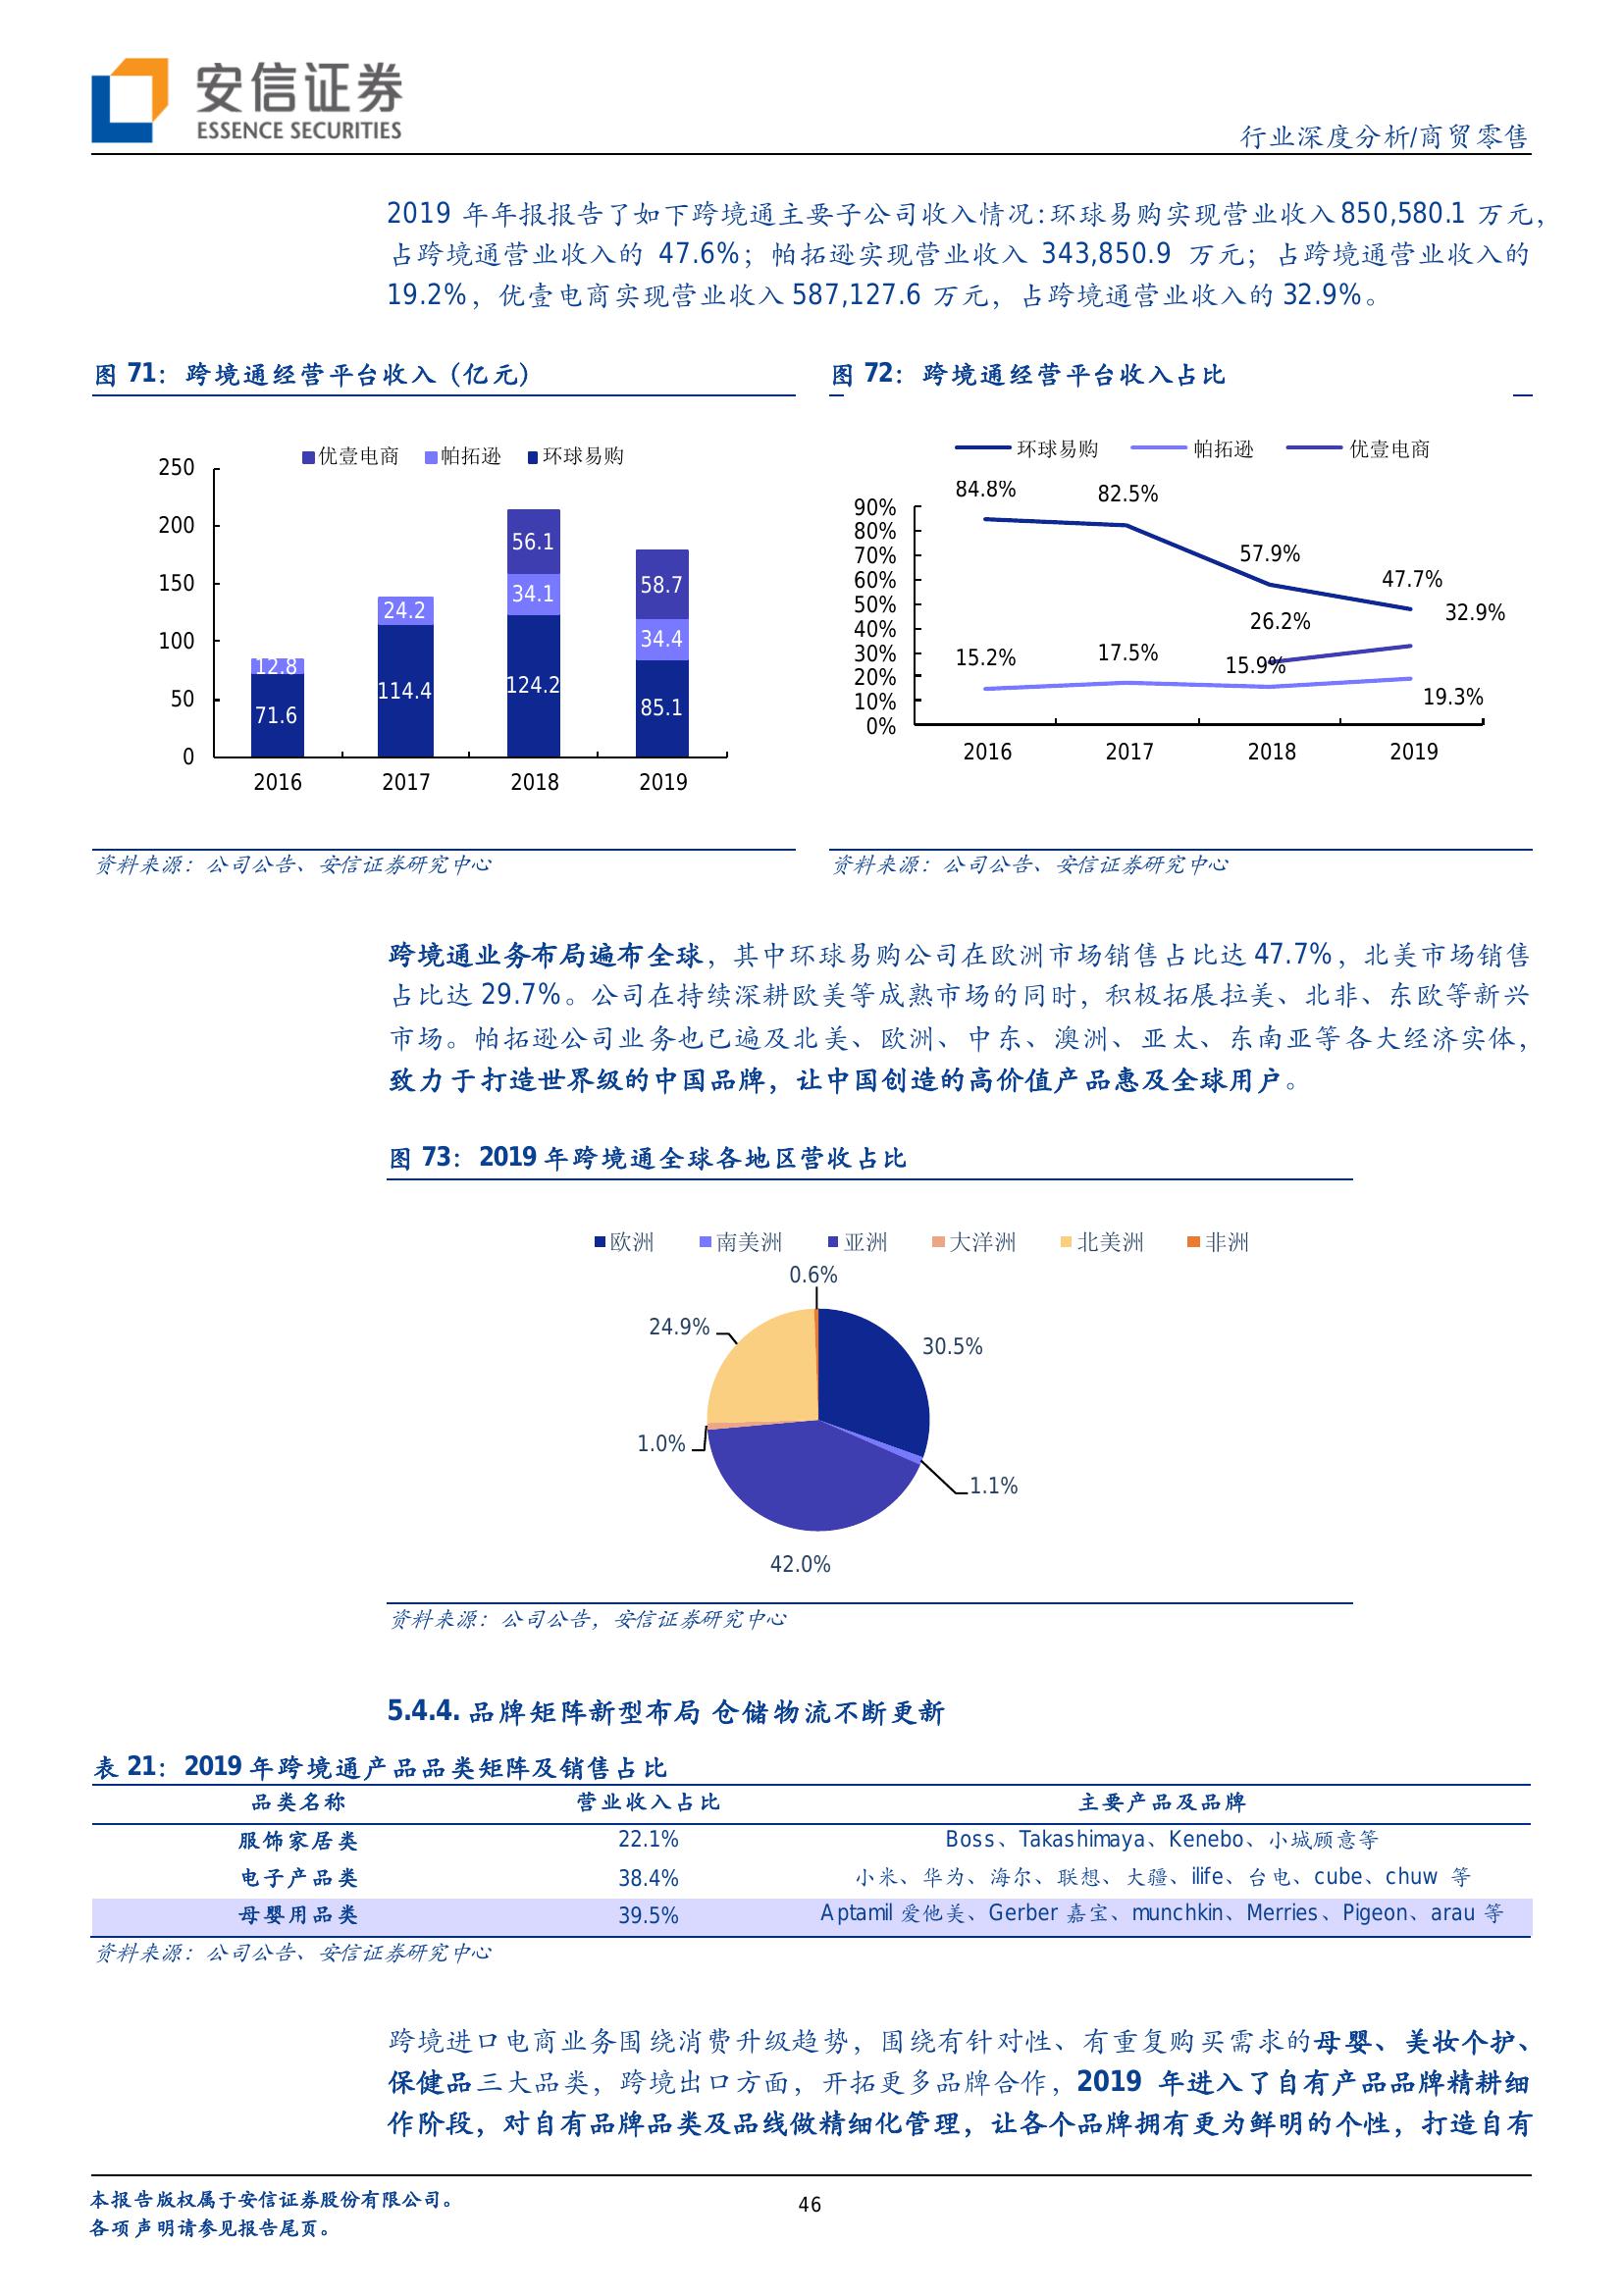 安信证券
ESSENCE SECURITIES
行业深度分析/商贸零售
2019 年年报报告了如下跨境通主要子公司收入情况:环球易购实现营业收入850,580.1 万元，
占跨境通营业收入的 47.6%；帕拓逊实现营业收入 343,850.9 万元；占跨境通营业收入的
19.2%，优壹电商实现营业收入 587,127.6 万元，占跨境通营业收入的 32.9%。
图 71：跨境通经营平台收入（亿元）
优壹电商 帕拓逊 环球易购
250
200
150
100
50
0
12.8
71.6
24.2
114.4
56.1
34.1
124.2
58.7
34.4
85.1
2016 2017 2018 2019
资料来源：公司公告、安信证券研究中心
图 72：跨境通经营平台收入占比
环球易购 帕拓逊 优壹电商
90%
80%
70%
60%
50%
40%
30%
20%
10%
0%
84.8%
82.5%
57.9%
47.7%
32.9%
26.2%
15.2%
17.5%
15.9%
19.3%
2016 2017 2018 2019
资料来源：公司公告、安信证券研究中心
跨境通业务布局遍布全球，其中环球易购公司在欧洲市场销售占比达 47.7%，北美市场销售
占比达 29.7%。公司在持续深耕欧美等成熟市场的同时，积极拓展拉美、北非、东欧等新兴
市场。帕拓逊公司业务也已遍及北美、欧洲、中东、澳洲、亚太、东南亚等各大经济实体，
致力于打造世界级的中国品牌，让中国创造的高价值产品惠及全球用户。
图 73：2019 年跨境通全球各地区营收占比
欧洲 南美洲 亚洲 大洋洲 北美洲 非洲
0.6%
24.9%
30.5%
1.0%
1.1%
42.0%
资料来源：公司公告，安信证券研究中心
5.4.4. 品牌矩阵新型布局 仓储物流不断更新
表 21：2019 年跨境通产品品类矩阵及销售占比
品类名称 营业收入占比 主要产品及品牌
服饰家居类 22.1% Boss、Takashimaya、Kenebo、小城顾意等
电子产品类 38.4% 小米、华为、海尔、联想、大疆、ilife、台电、cube、chuw 等
母婴用品类 39.5% Aptamil 爱他美、Gerber 嘉宝、munchkin、Merries、Pigeon、arau 等
资料来源：公司公告、安信证券研究中心
跨境进口电商业务围绕消费升级趋势，围绕有针对性、有重复购买需求的母婴、美妆个护、
保健品三大品类，跨境出口方面，开拓更多品牌合作，2019 年进入了自有产品品牌精耕细
作阶段，对自有品牌品类及品线做精细化管理，让各个品牌拥有更为鲜明的个性，打造自有
本报告版权属于安信证券股份有限公司。
46
各项声明请参见报告尾页。